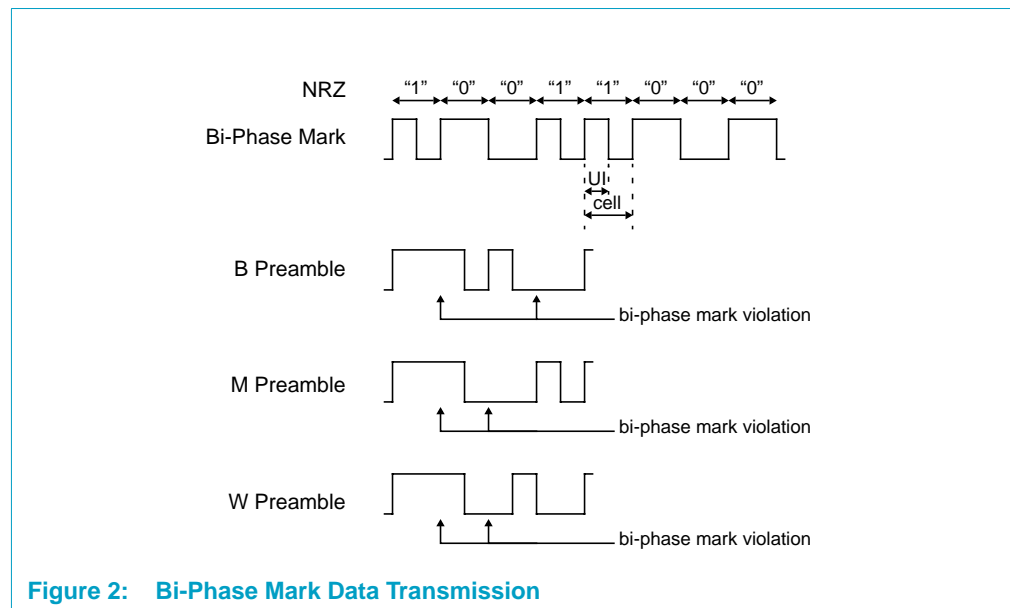 NRZ “1” “0” “0” “1” “1” “0” “0” “0”
Bi-Phase Mark
UI
cell
B Preamble
bi-phase mark violation
M Preamble
bi-phase mark violation
W Preamble
bi-phase mark violation
Figure 2: Bi-Phase Mark Data Transmission